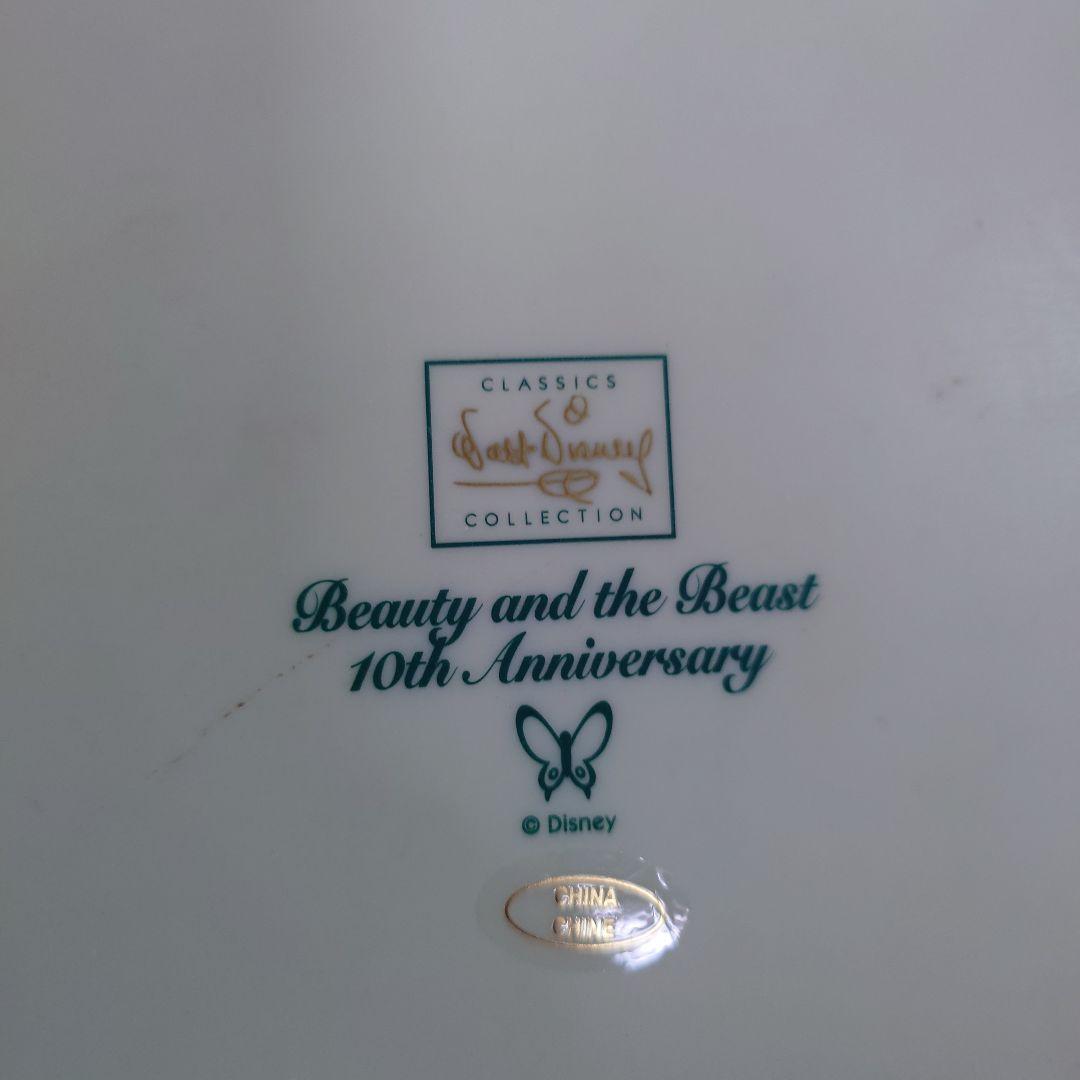 CLASSICS
Walt Disney
COLLECTION
Beauty and the Beast
10th Anniversary
© Disney
CHINA
CHINE